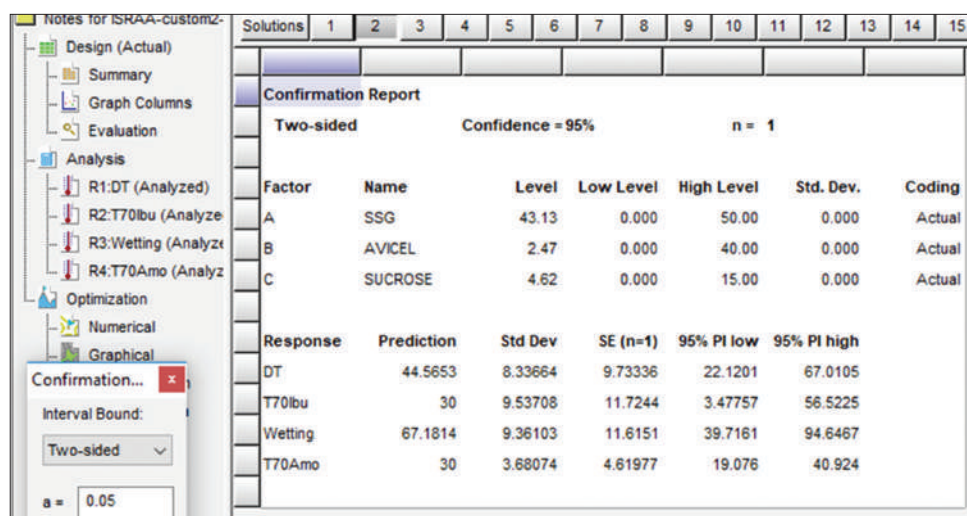 Notes for ISRAA-custom2-
Design (Actual)
Summary
Graph Columns
Evaluation
Analysis
R1:DT (Analyzed)
R2:T70Ibu (Analyze
R3:Wetting (Analyze
R4:T70Amo (Analyz
Optimization
Numerical
Graphical
Confirmation... x
Interval Bound:
Two-sided
a = 0.05
Solutions 1 2 3 4 5 6 7 8 9 10 11 12 13 14 15
Confirmation Report
Two-sided Confidence = 95% n = 1
Factor Name Level Low Level High Level Std. Dev. Coding
A SSG 43.13 0.000 50.00 0.000 Actual
B AVICEL 2.47 0.000 40.00 0.000 Actual
C SUCROSE 4.62 0.000 15.00 0.000 Actual
Response Prediction Std Dev SE (n=1) 95% PI low 95% PI high
DT 44.5653 8.33664 9.73336 22.1201 67.0105
T70Ibu 30 9.53708 11.7244 3.47757 56.5225
Wetting 67.1814 9.36103 11.6151 39.7161 94.6467
T70Amo 30 3.68074 4.61977 19.076 40.924